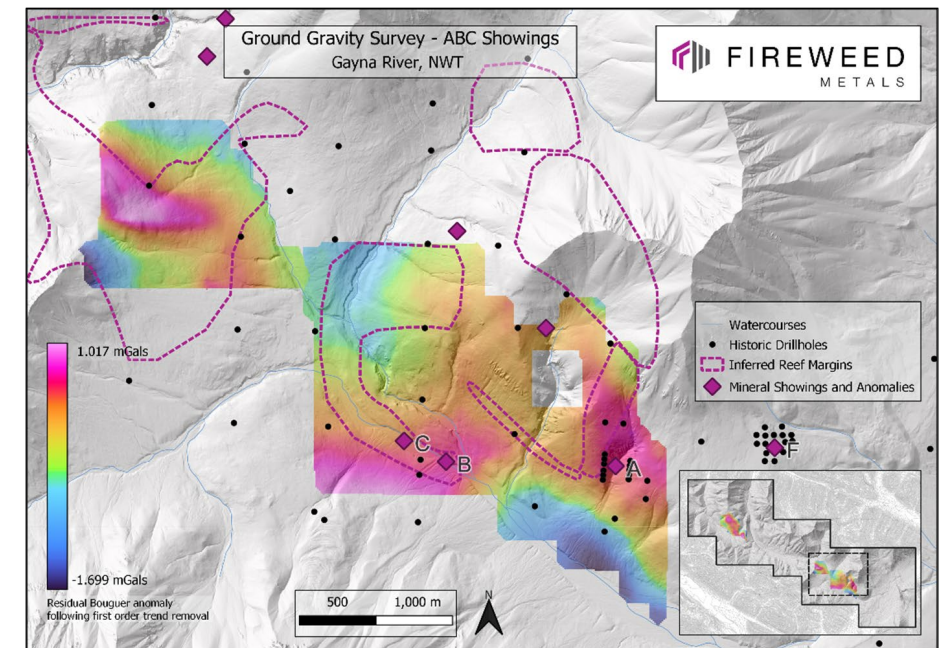 Ground Gravity Survey - ABC Showings
Gayna River, NWT
FIREWEED
METALS
Watercourses
Historic Drillholes
Inferred Reef Margins
Mineral Showings and Anomalies
1.017 mGals
C
B
A
F
-1.699 mGals
Residual Bouguer anomaly
following first order trend removal
500 1,000 m
N